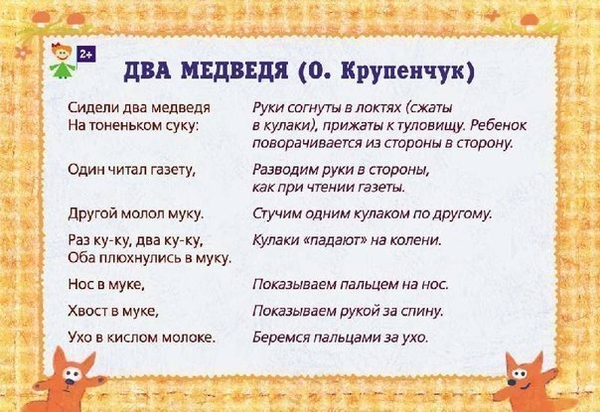 2+
ДВА МЕДВЕДЯ (О. Крупенчук)
Сидели два медведя
На тоненьком суку:
Руки согнуты в локтях (сжаты
в кулаки), прижаты к туловищу. Ребенок
поворачивается из стороны в сторону.
Один читал газету,
Разводим руки в стороны,
как при чтении газеты.
Другой молол муку.
Стучим одним кулаком по другому.
Раз ку-ку, два ку-ку,
Оба плюхнулись в муку.
Кулаки «падают» на колени.
Нос в муке,
Показываем пальцем на нос.
Хвост в муке,
Показываем рукой за спину.
Ухо в кислом молоке.
Беремся пальцами за ухо.